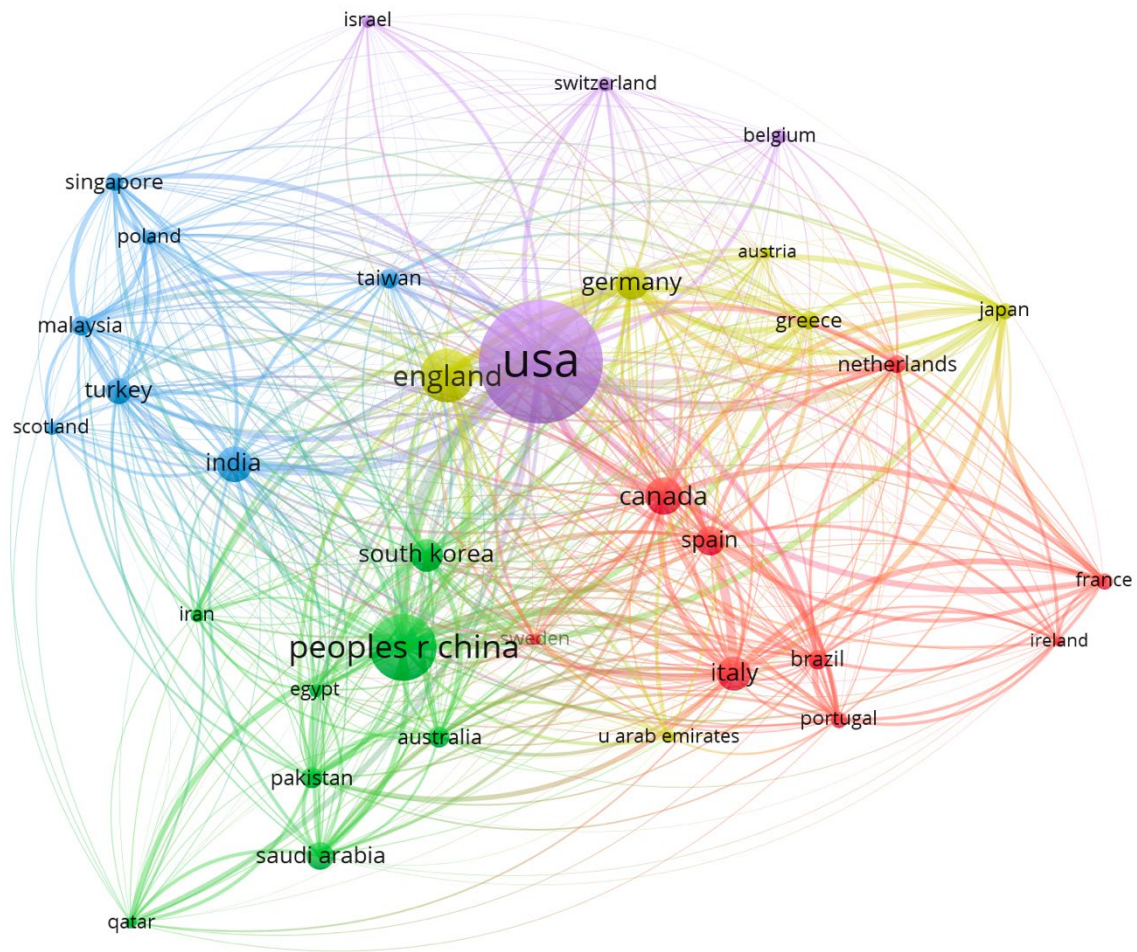 israel
switzerland
belgium
singapore
poland
austria
taiwan
germany
japan
malaysia
greece
usa
netherlands
england
turkey
scotland
india
canada
spain
south korea
france
iran
sweden
ireland
peoples r china
brazil
italy
egypt
portugal
australia
u arab emirates
pakistan
saudi arabia
qatar